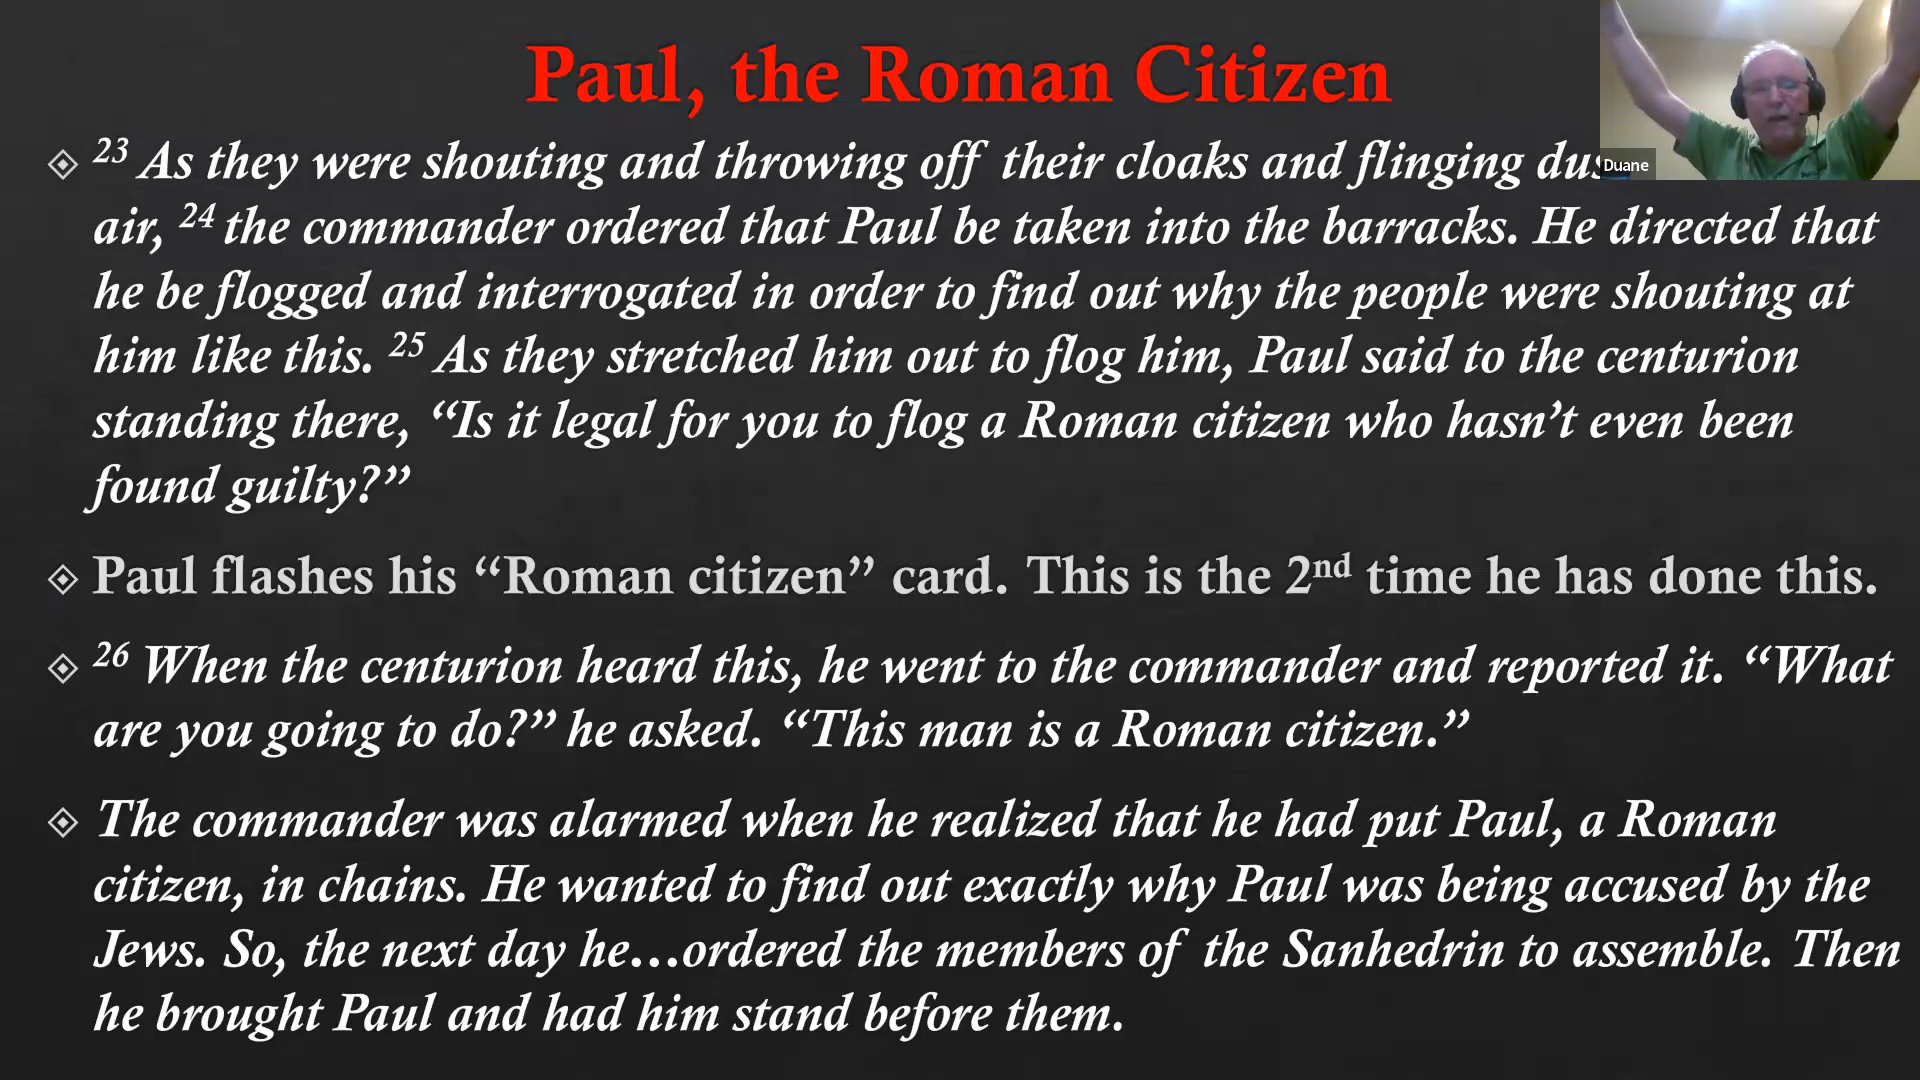 Paul, the Roman Citizen
23 As they were shouting and throwing off their cloaks and flinging
air, 24 the commander ordered that Paul be taken into the barracks. He directed that
he be flogged and interrogated in order to find out why the people were shouting at
him like this. 25 As they stretched him out to flog him, Paul said to the centurion
standing there, “Is it legal for you to flog a Roman citizen who hasn’t even been
found guilty?”
Paul flashes his “Roman citizen” card. This is the 2nd time he has done this.
26 When the centurion heard this, he went to the commander and reported it. “What
are you going to do?” he asked. “This man is a Roman citizen.”
The commander was alarmed when he realized that he had put Paul, a Roman
citizen, in chains. He wanted to find out exactly why Paul was being accused by the
Jews. So, the next day he…ordered the members of the Sanhedrin to assemble. Then
he brought Paul and had him stand before them.
Duane